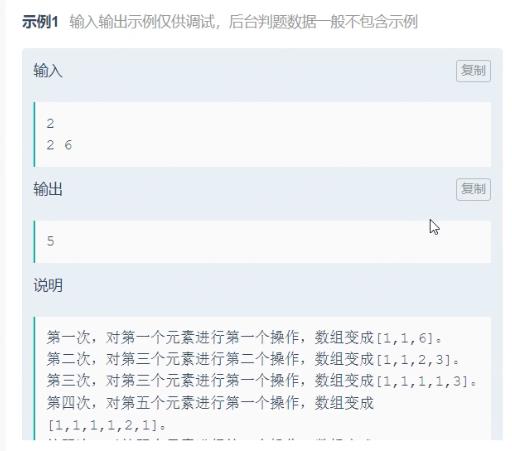 示例1 输入输出示例仅供调试，后台判题数据一般不包含示例
输入
复制
2
2 6
输出
复制
5
说明
第一次，对第一个元素进行第一个操作，数组变成[1,1,6]。
第二次，对第三个元素进行第二个操作，数组变成[1,1,2,3]。
第三次，对第三个元素进行第一个操作，数组变成[1,1,1,1,3]。
第四次，对第五个元素进行第一个操作，数组变成
[1,1,1,1,2,1]。